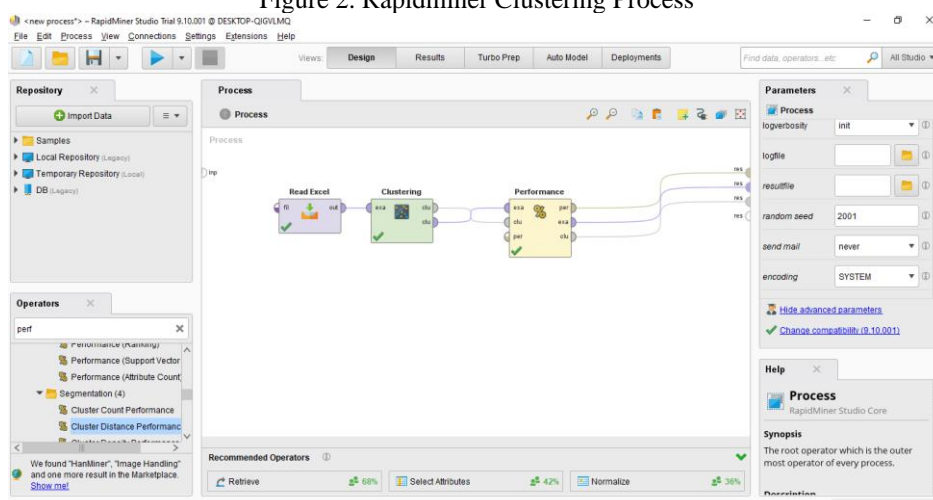 Figure 2. Rapidminer Clustering Process
<new process*> – RapidMiner Studio Trial 9.10.001 @ DESKTOP-QIGVLMQ
File Edit Process View Connections Settings Extensions Help
Views: Design Results Turbo Prep Auto Model Deployments
Find data, operators...etc
All Studio
Repository
Import Data
Samples
Local Repository (Legacy)
Temporary Repository (Local)
DB (Legacy)
Operators
perf
Performance (Ranking)
Performance (Support Vector
Performance (Attribute Count)
Segmentation (4)
Cluster Count Performance
Cluster Distance Performanc
Cluster Density Performance
We found "HanMiner", "Image Handling"
and one more result in the Marketplace.
Show me!
Process
Process
Process
inp
Read Excel
fil out
Clustering
exa clu
clu
Performance
exa per
clu exa
per clu
res
res
res
res
Recommended Operators
Retrieve 68%
Select Attributes 42%
Normalize 36%
Parameters
Process
logverbosity init
logfile
resultfile
random seed 2001
send mail never
encoding SYSTEM
Hide advanced parameters
Change compatibility (9.10.001)
Help
Process
RapidMiner Studio Core
Synopsis
The root operator which is the outer
most operator of every process.
Description